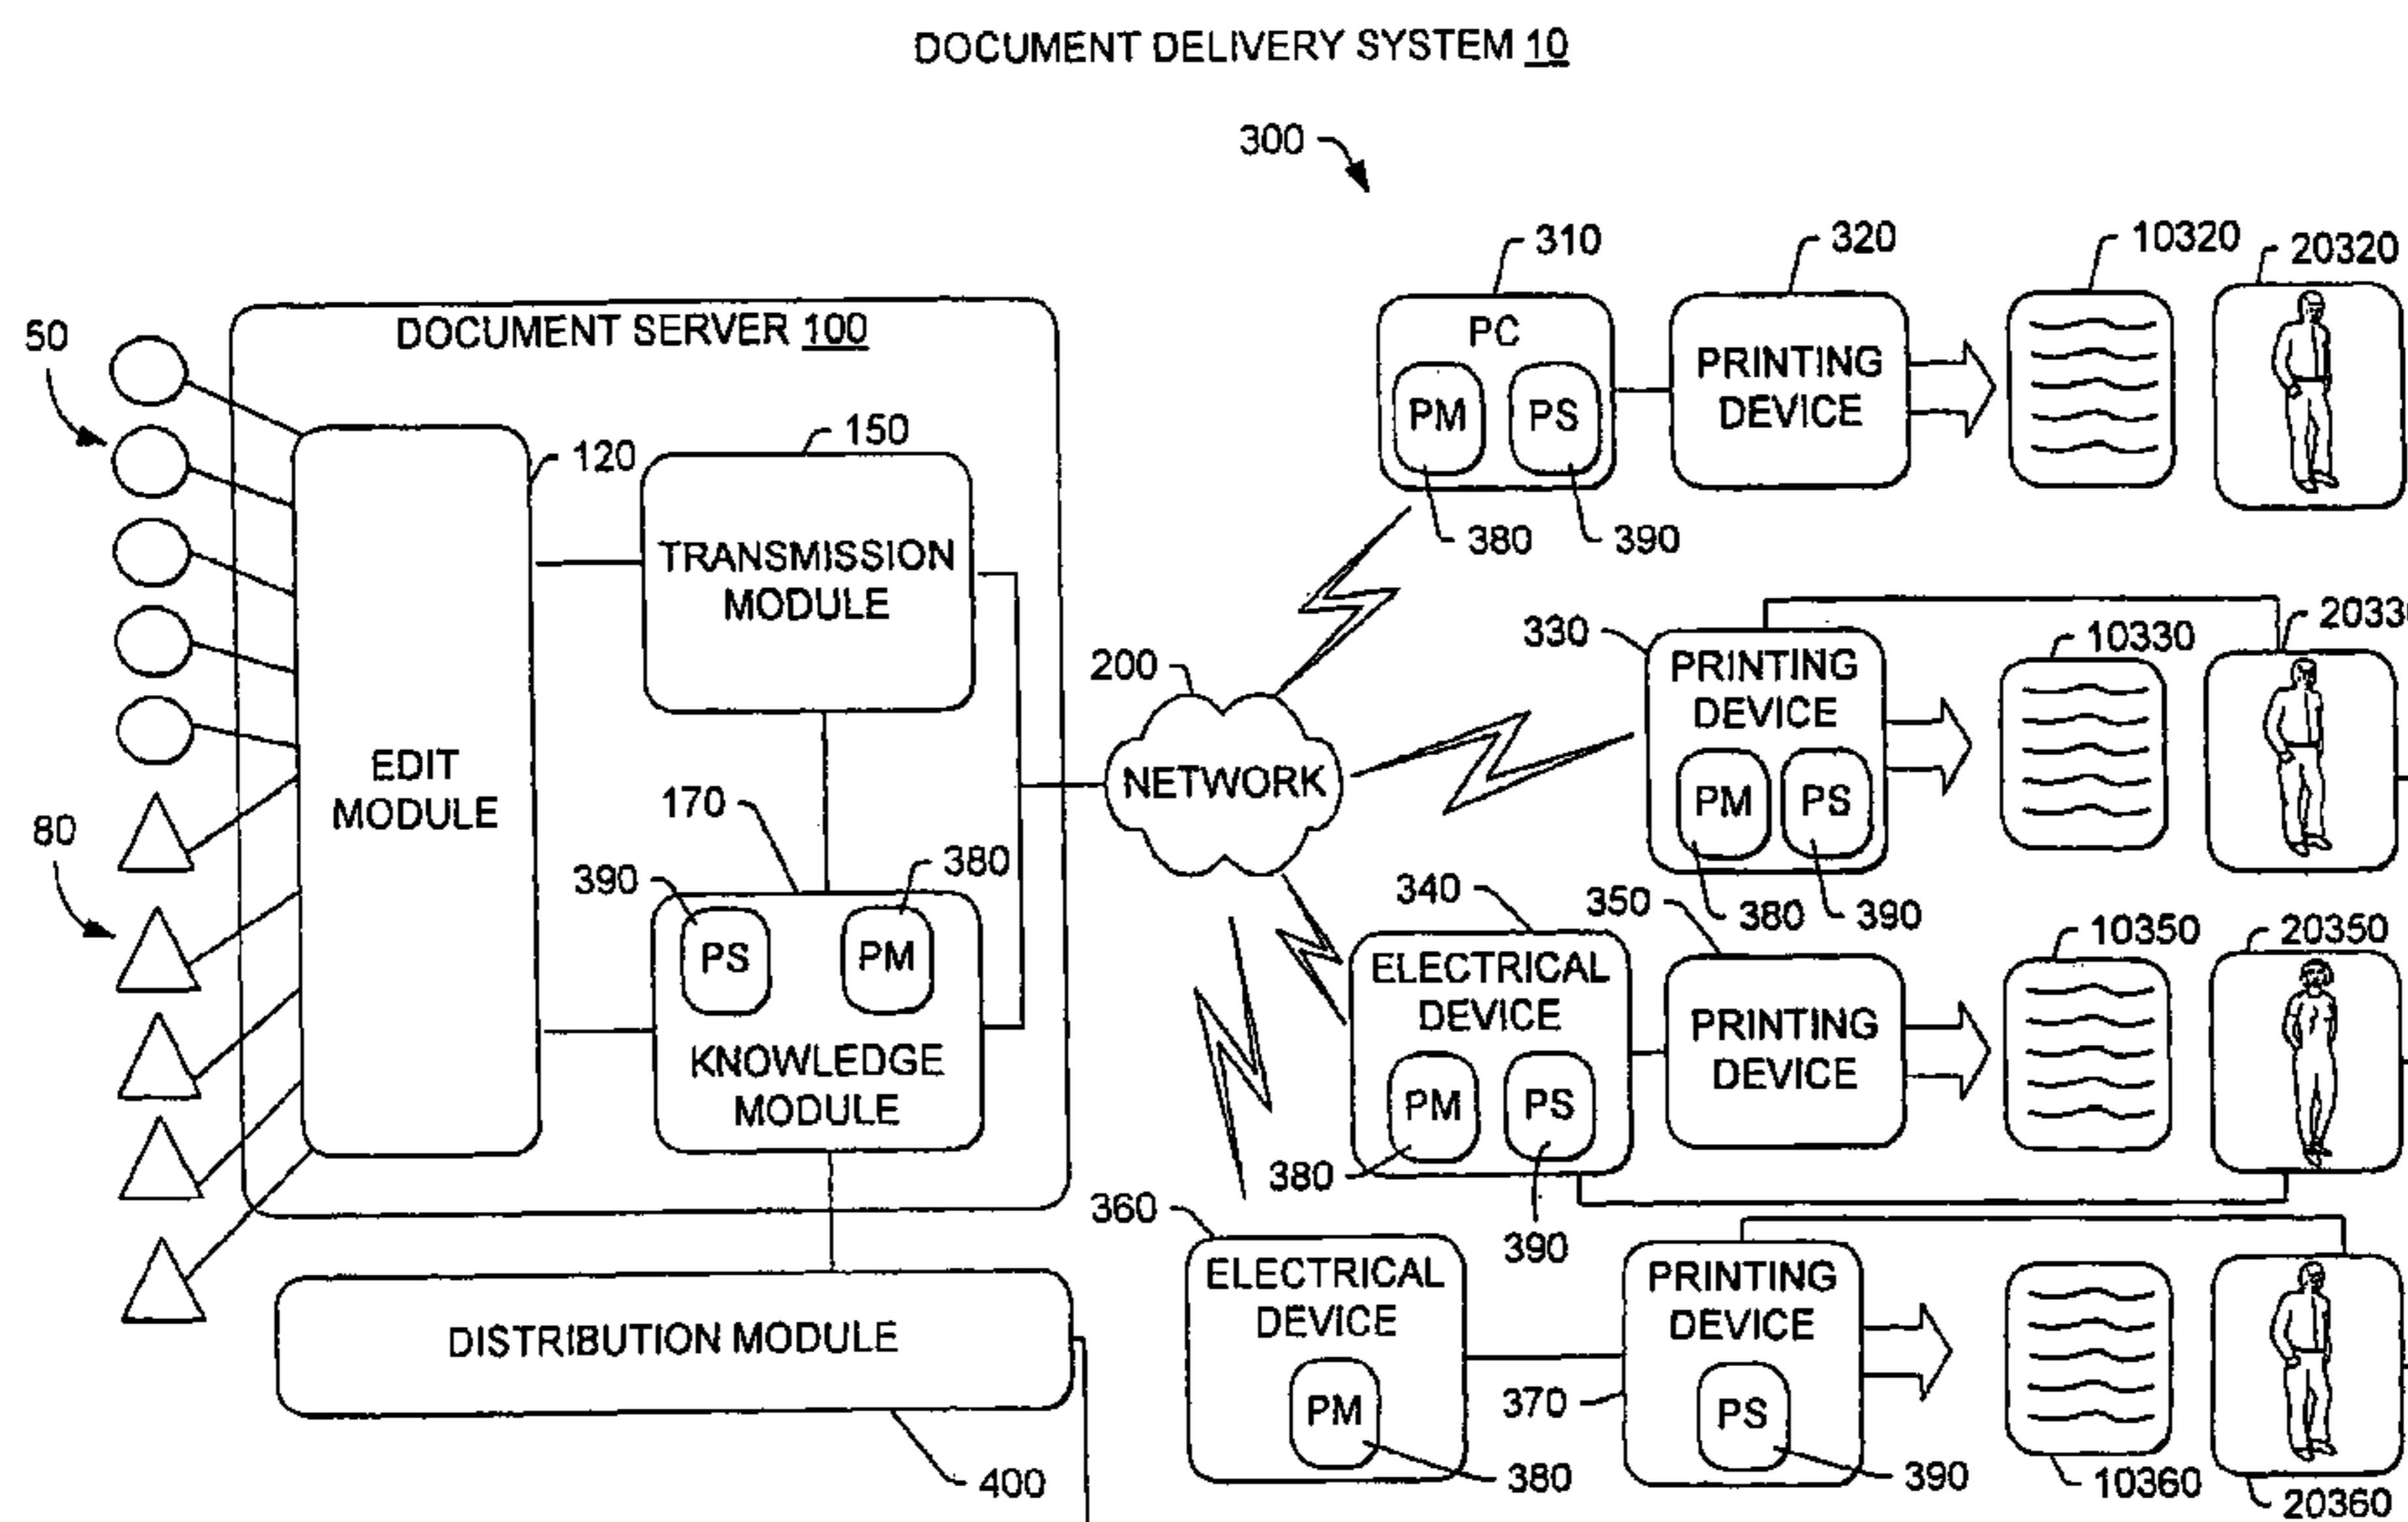 DOCUMENT DELIVERY SYSTEM 10
300
310
320
10320
20320
50
DOCUMENT SERVER 100
PC
PM
PS
PRINTING
DEVICE
380
390
120
150
TRANSMISSION
MODULE
EDIT
MODULE
80
170
390
380
PS
PM
KNOWLEDGE
MODULE
200
NETWORK
330
PRINTING
DEVICE
PM
PS
380
390
10330
2033
340
350
10350
20350
ELECTRICAL
DEVICE
PM
PS
380
390
PRINTING
DEVICE
360
ELECTRICAL
DEVICE
PM
380
PRINTING
DEVICE
370
PS
390
10360
20360
DISTRIBUTION MODULE
400